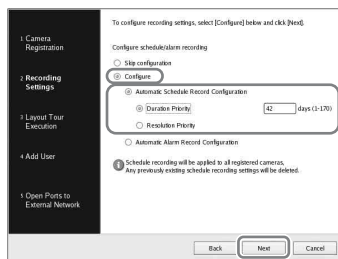 To configure recording settings, select [Configure] below and click [Next].
1 Camera
Registration
Configure schedule/alarm recording
Skip configuration
Configure
2 Recording
Settings
Automatic Schedule Record Configuration
Duration Priority 42 days (1-170)
3 Layout Tour
Execution
Resolution Priority
Automatic Alarm Record Configuration
4 Add User
Schedule recording will be applied to all registered cameras,
Any previously existing schedule recording settings will be deleted.
5 Open Ports to
External Network
Back Next Cancel